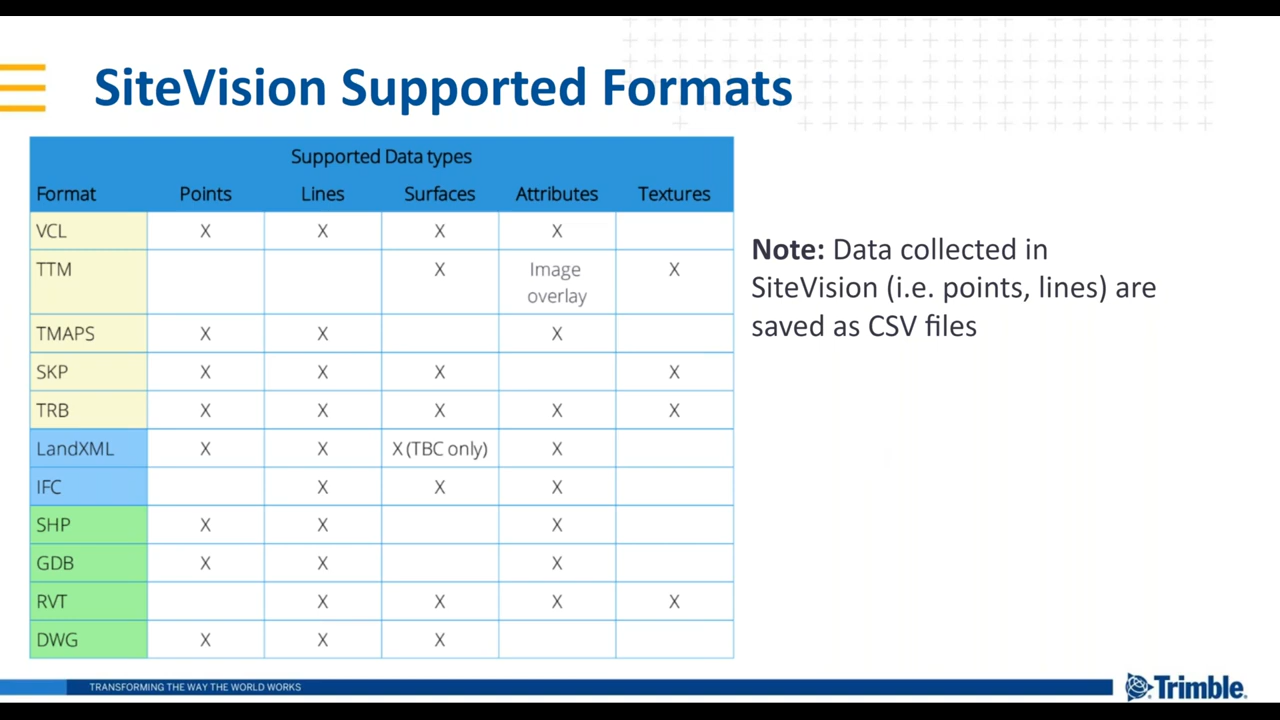 SiteVision Supported Formats
Supported Data types
Format Points Lines Surfaces Attributes Textures
VCL X X X X
TTM X Image overlay X
TMAPS X X X
SKP X X X X
TRB X X X X X
LandXML X X X (TBC only) X
IFC X X X
SHP X X X
GDB X X X
RVT X X X X
DWG X X X
Note: Data collected in
SiteVision (i.e. points, lines) are
saved as CSV files
TRANSFORMING THE WAY THE WORLD WORKS
Trimble